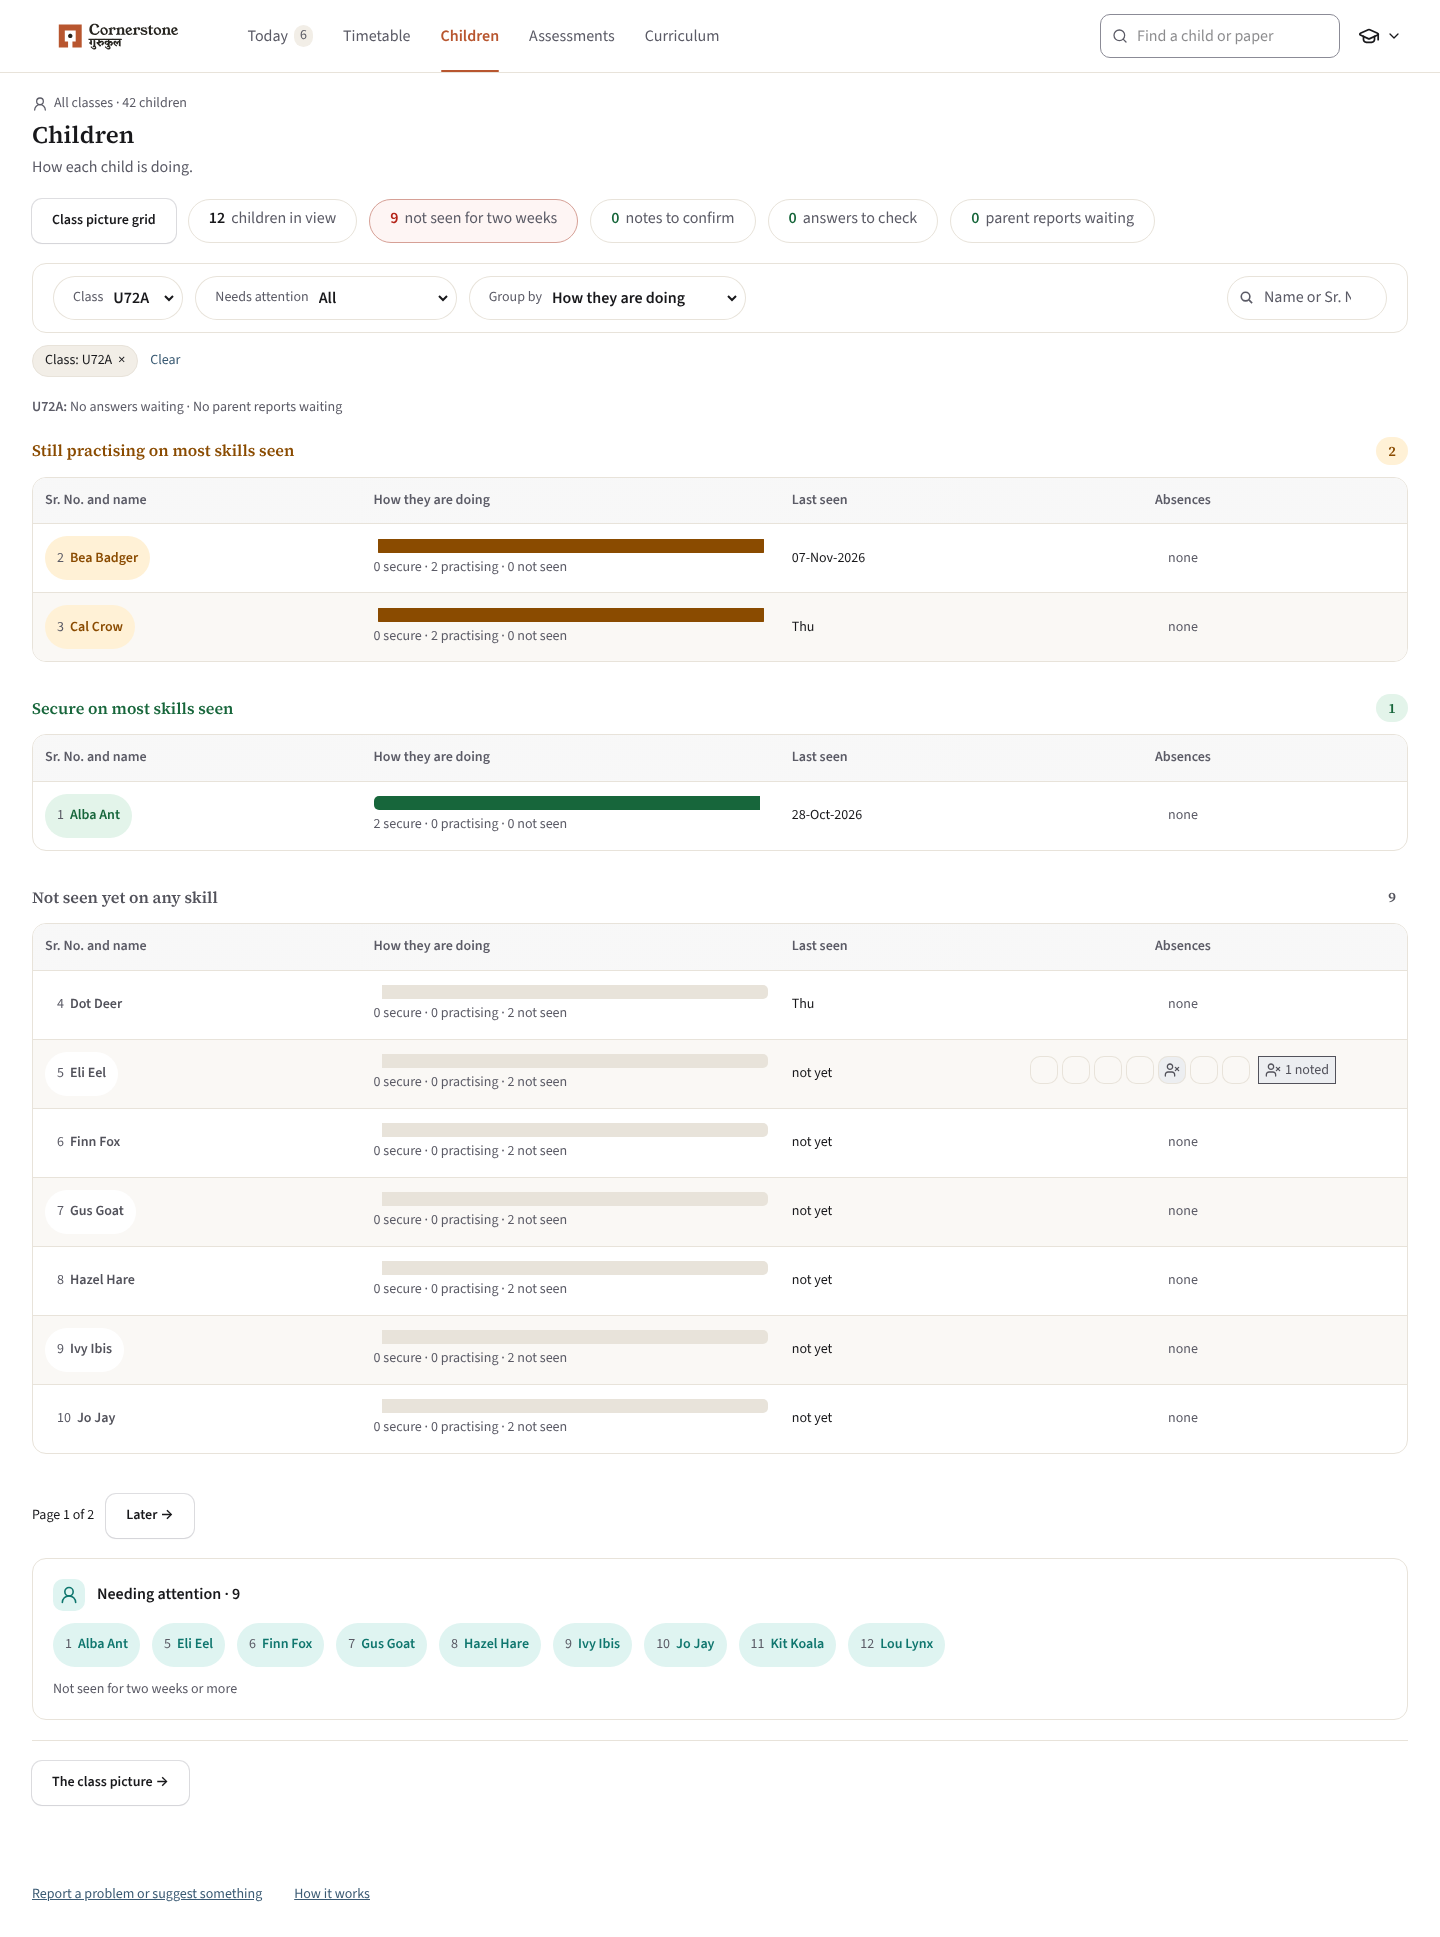 Cornerstone
गुरुकुल
Today 6 Timetable Children Assessments Curriculum Find a child or paper
All classes · 42 children
Children
How each child is doing.
Class picture grid 12 children in view 9 not seen for two weeks 0 notes to confirm 0 answers to check 0 parent reports waiting
Class U72A Needs attention All Group by How they are doing Name or Sr. N
Class: U72A × Clear
U72A: No answers waiting · No parent reports waiting
Still practising on most skills seen 2
Sr. No. and name How they are doing Last seen Absences
2 Bea Badger 07-Nov-2026 none
0 secure · 2 practising · 0 not seen
3 Cal Crow Thu none
0 secure · 2 practising · 0 not seen
Secure on most skills seen 1
Sr. No. and name How they are doing Last seen Absences
1 Alba Ant 28-Oct-2026 none
2 secure · 0 practising · 0 not seen
Not seen yet on any skill 9
Sr. No. and name How they are doing Last seen Absences
4 Dot Deer Thu none
0 secure · 0 practising · 2 not seen
5 Eli Eel not yet 1 noted
0 secure · 0 practising · 2 not seen
6 Finn Fox not yet none
0 secure · 0 practising · 2 not seen
7 Gus Goat not yet none
0 secure · 0 practising · 2 not seen
8 Hazel Hare not yet none
0 secure · 0 practising · 2 not seen
9 Ivy Ibis not yet none
0 secure · 0 practising · 2 not seen
10 Jo Jay not yet none
0 secure · 0 practising · 2 not seen
Page 1 of 2 Later →
Needing attention · 9
1 Alba Ant 5 Eli Eel 6 Finn Fox 7 Gus Goat 8 Hazel Hare 9 Ivy Ibis 10 Jo Jay 11 Kit Koala 12 Lou Lynx
Not seen for two weeks or more
The class picture →
Report a problem or suggest something How it works